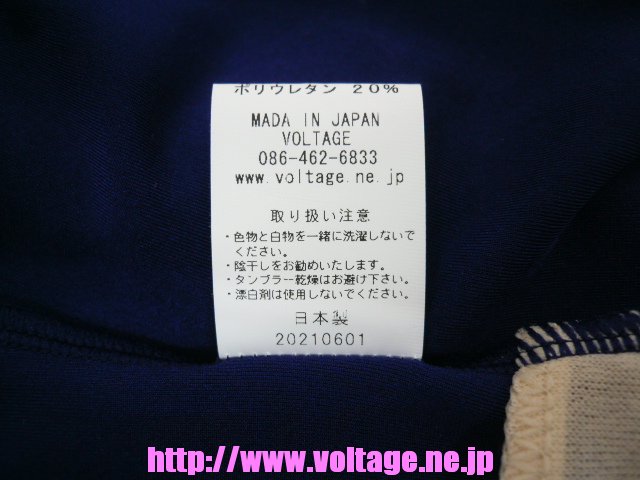 ポリウレタン 20%
MADA IN JAPAN
VOLTAGE
086-462-6833
www.voltage.ne.jp
取り扱い注意
・色物と白物を一緒に洗濯しないで
ください。
・陰干しをお勧めいたします。
・タンブラー乾燥はお避け下さい。
・漂白剤は使用しないでください。
日本製
20210601
http://www.voltage.ne.jp